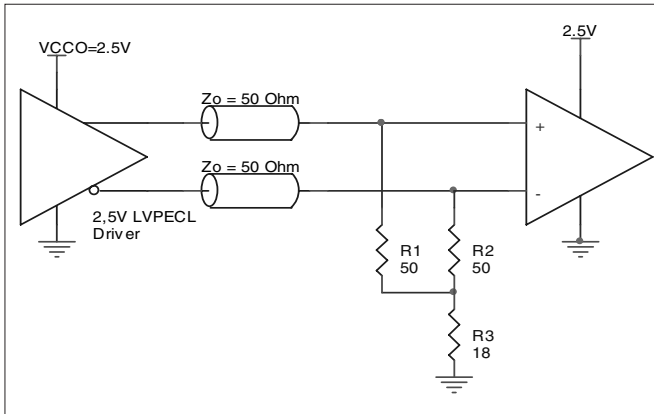 VCCO=2.5V
2.5V
Zo = 50 Ohm
+
Zo = 50 Ohm
-
2,5V LVPECL
Driver
R1
50
R2
50
R3
18